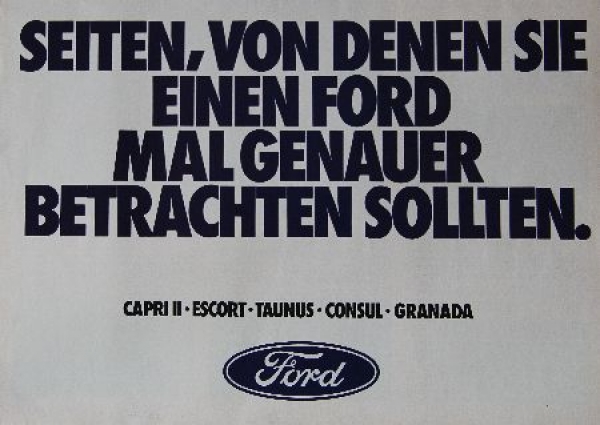 SEITEN, VON DENEN SIE
EINEN FORD
MAL GENAUER
BETRACHTEN SOLLTEN.
CAPRI II · ESCORT · TAUNUS · CONSUL · GRANADA
Ford